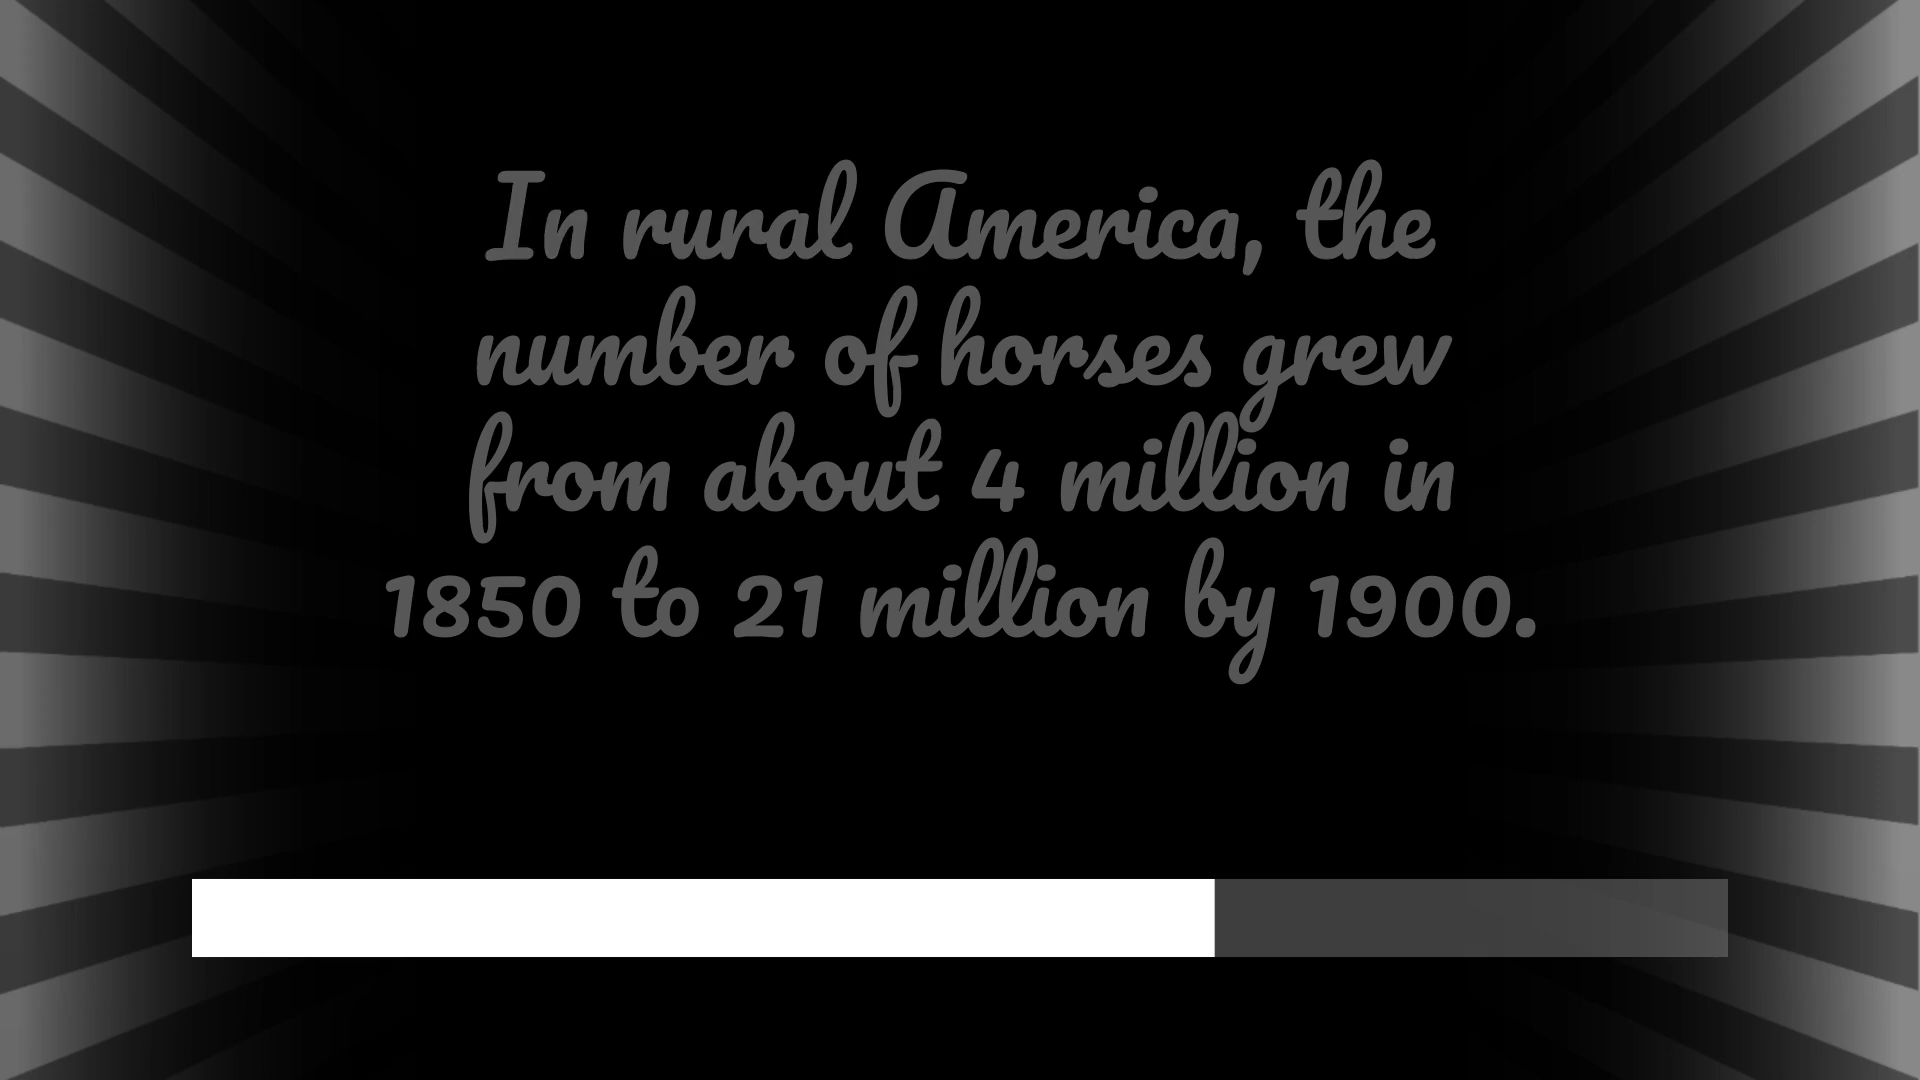 In rural America, the
number of horses grew
from about 4 million in
1850 to 21 million by 1900.